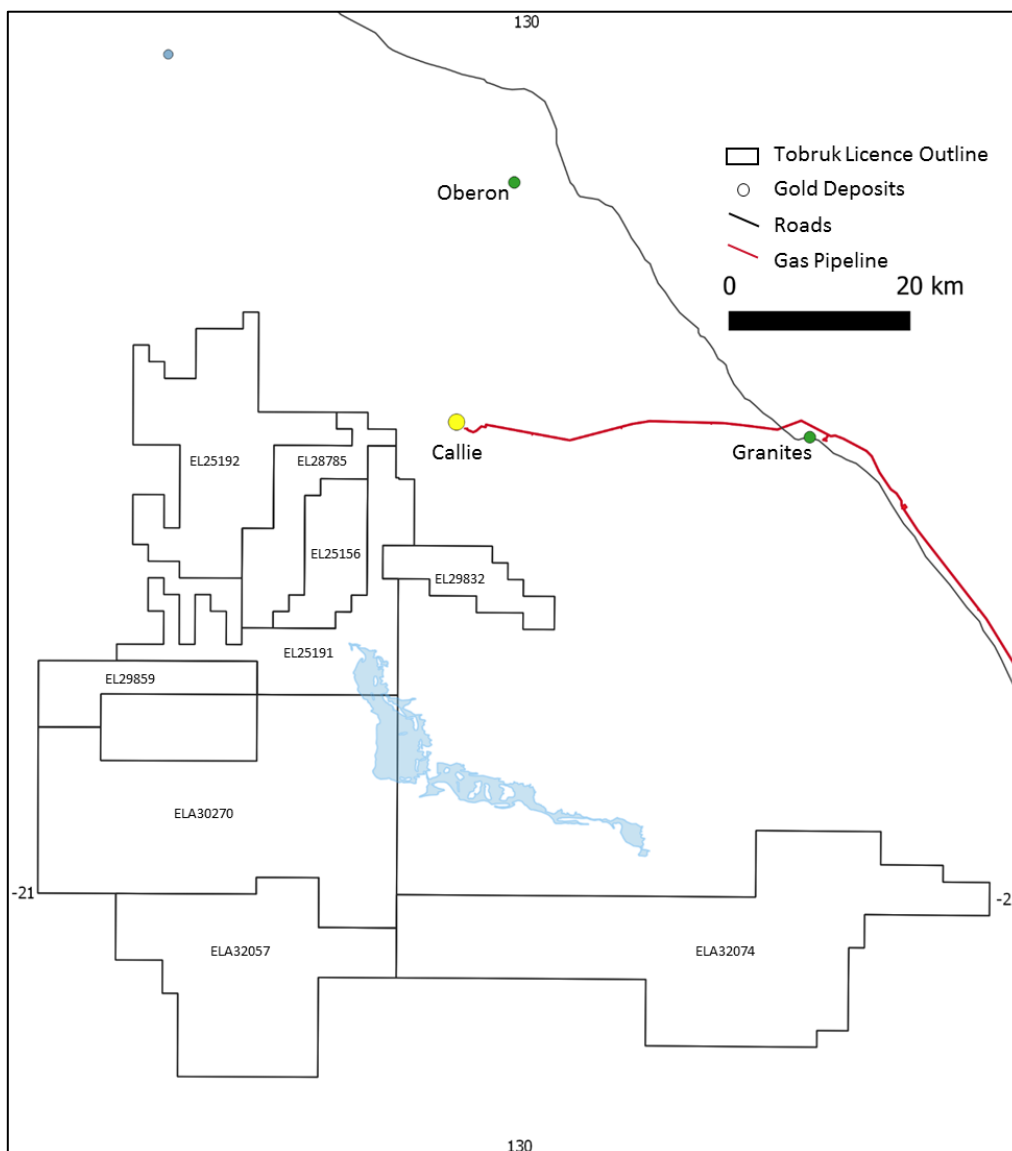 130
Tobruk Licence Outline
Oberon
Gold Deposits
Roads
Gas Pipeline
0 20 km
Callie
Granites
EL25192
EL28785
EL25156
EL29832
EL25191
EL29859
ELA30270
-21
-2
ELA32057
ELA32074
130